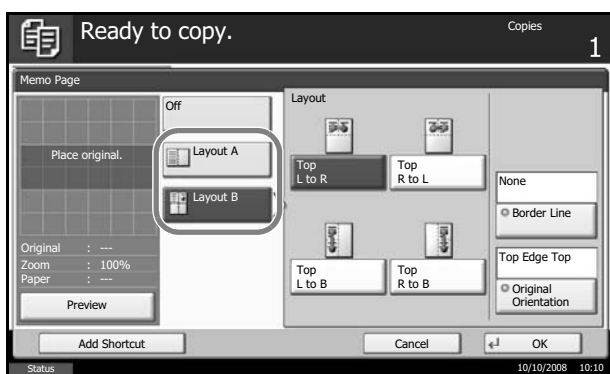 Ready to copy.
Copies
1
Memo Page
Place original.
Original : ---
Zoom : 100%
Paper : ---
Preview
Off
Layout A
Layout B
Layout
Top
L to R
Top
R to L
Top
L to B
Top
R to B
None
Border Line
Top Edge Top
Original
Orientation
Add Shortcut
Cancel
OK
Status
10/10/2008 10:10